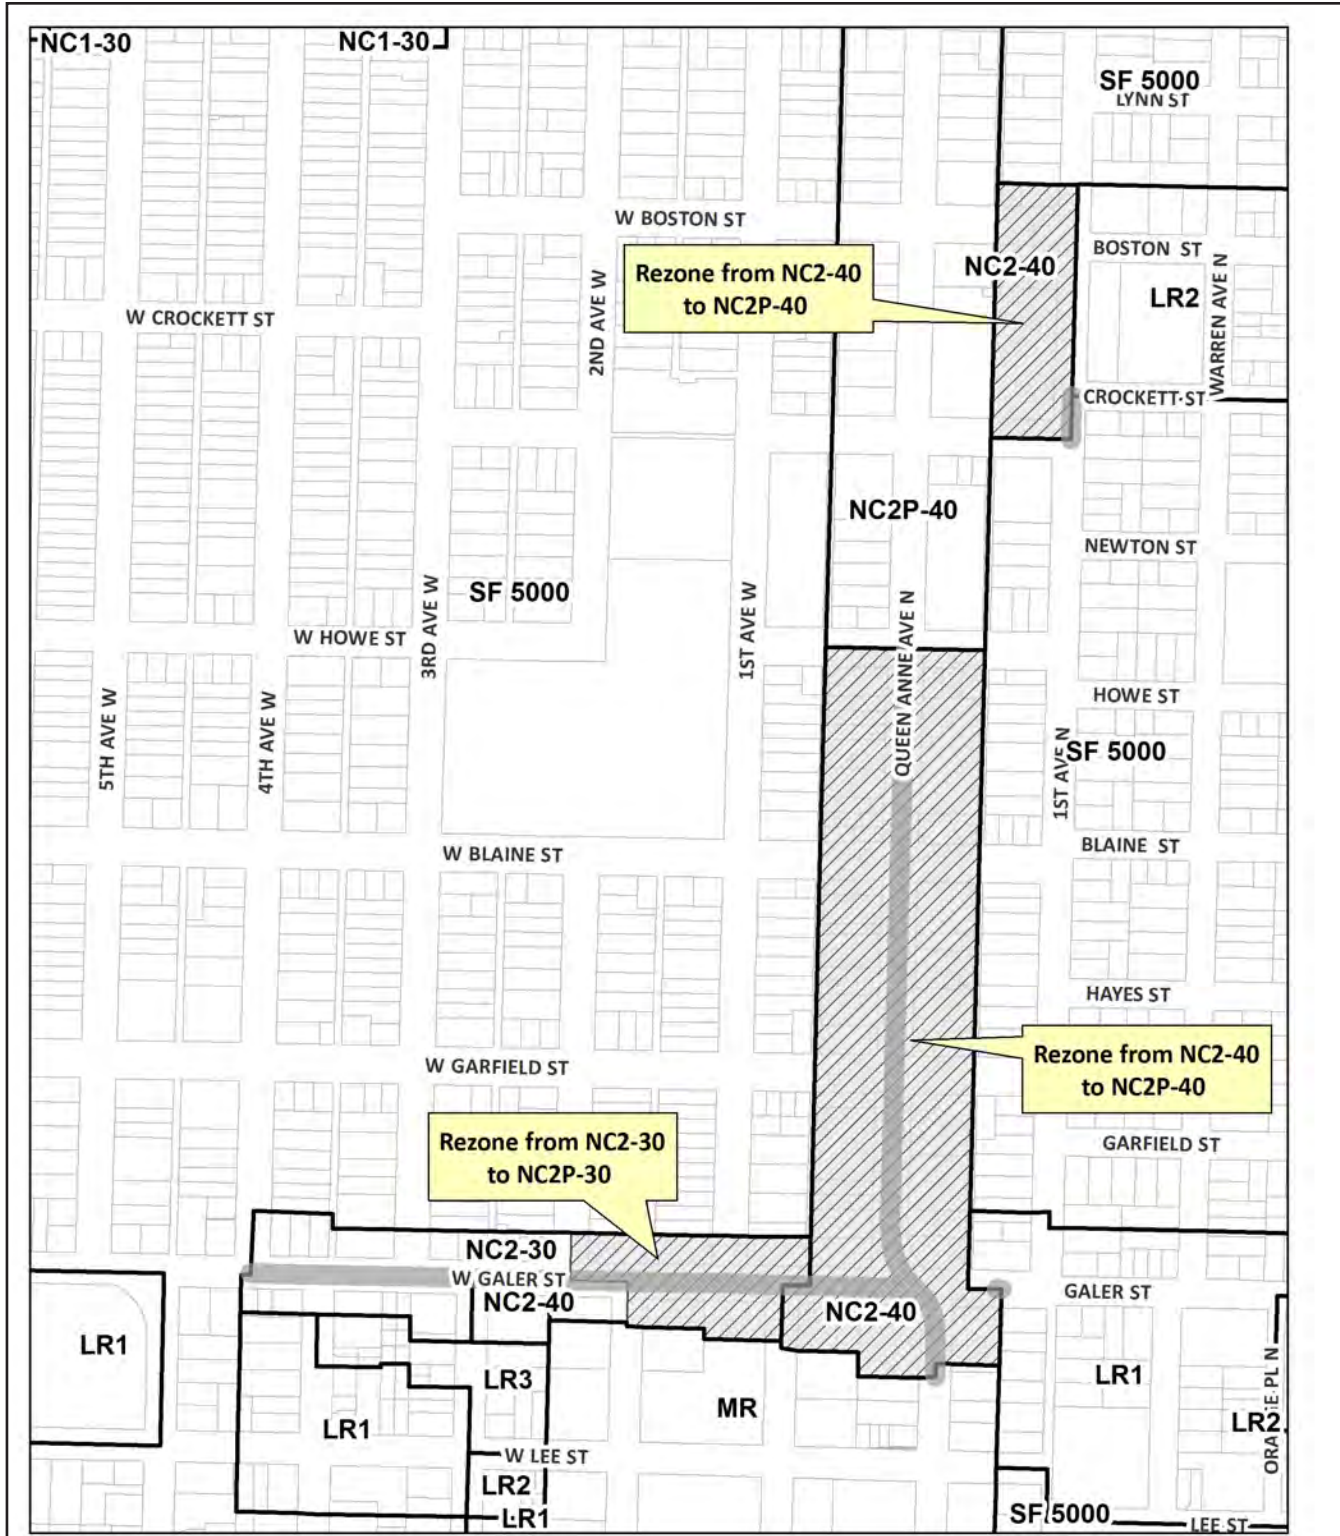 NC1-30
NC1-30
SF 5000
LYNN ST
W BOSTON ST
BOSTON ST
Rezone from NC2-40
to NC2P-40
NC2-40
LR2
WARREN AVE N
W CROCKETT ST
2ND AVE W
CROCKETT ST
NC2P-40
NEWTON ST
SF 5000
3RD AVE W
1ST AVE W
QUEEN ANNE AVE N
W HOWE ST
HOWE ST
5TH AVE W
4TH AVE W
1ST AVE N
SF 5000
W BLAINE ST
BLAINE ST
HAYES ST
W GARFIELD ST
Rezone from NC2-40
to NC2P-40
Rezone from NC2-30
to NC2P-30
GARFIELD ST
NC2-30
W GALER ST
NC2-40
NC2-40
GALER ST
LR1
LR3
LR1
MR
LR1
LR2
W LEE ST
LR2
LR1
SF 5000
LEE ST